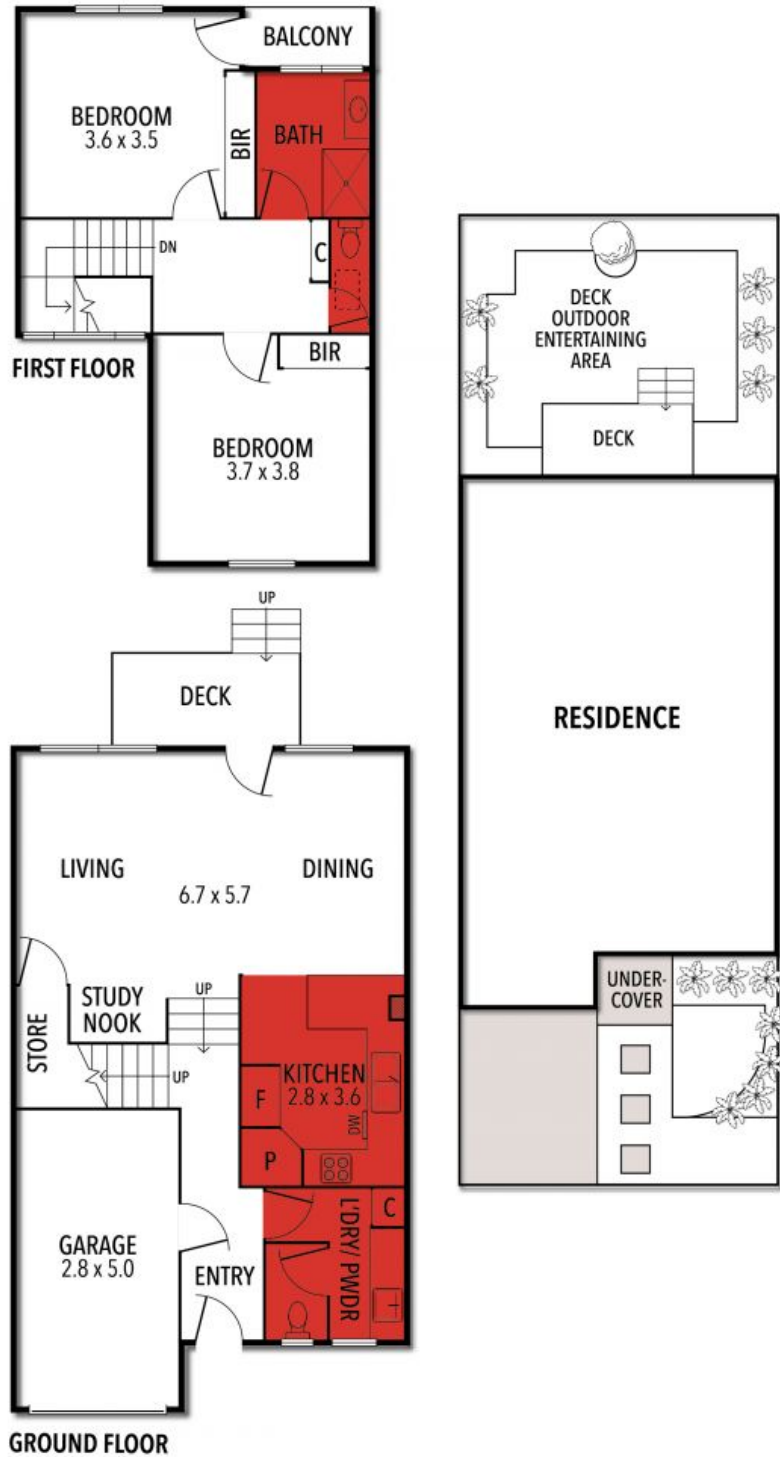 BALCONY
BEDROOM
3.6 x 3.5
BIR
BATH
DN
C
FIRST FLOOR
BIR
BEDROOM
3.7 x 3.8
DECK
OUTDOOR
ENTERTAINING
AREA
DECK
RESIDENCE
UNDER-
COVER
UP
DECK
LIVING
DINING
6.7 x 5.7
STORE
STUDY
NOOK
UP
UP
KITCHEN
2.8 x 3.6
F
DW
P
GARAGE
2.8 x 5.0
ENTRY
C
L'DRY/ PWDR
GROUND FLOOR